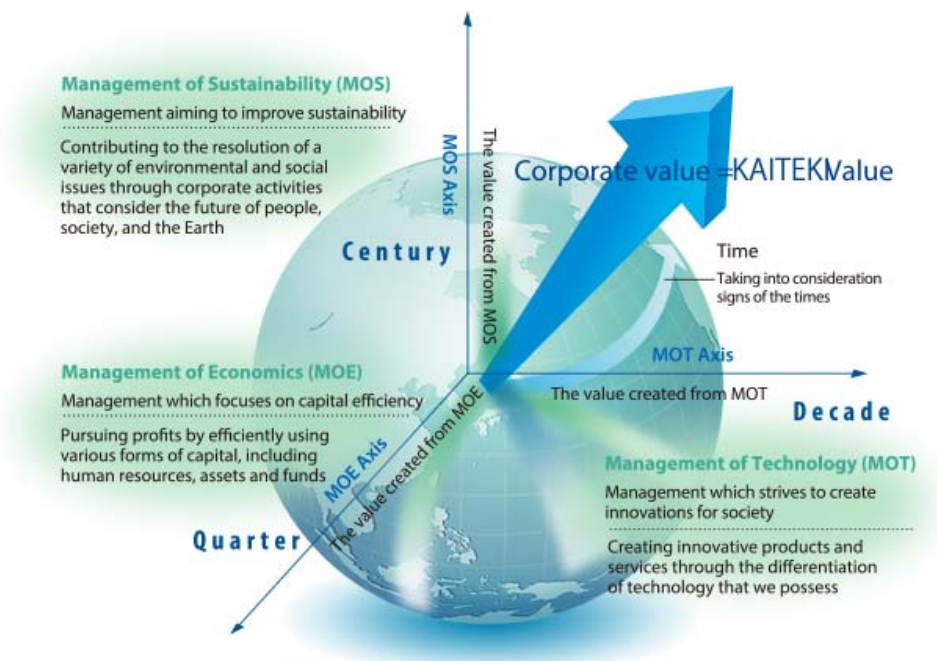 Management of Sustainability (MOS)
Management aiming to improve sustainability
Contributing to the resolution of a
variety of environmental and social
issues through corporate activities
that consider the future of people,
society, and the Earth
MOS Axis
The value created from MOS
Corporate value =KAITEKI Value
Century
Time
Taking into consideration
signs of the times
MOT Axis
The value created from MOT
Decade
Management of Economics (MOE)
Management which focuses on capital efficiency
Pursuing profits by efficiently using
various forms of capital, including
human resources, assets and funds
MOE Axis
The value created from MOE
Quarter
Management of Technology (MOT)
Management which strives to create
innovations for society
Creating innovative products and
services through the differentiation
of technology that we possess